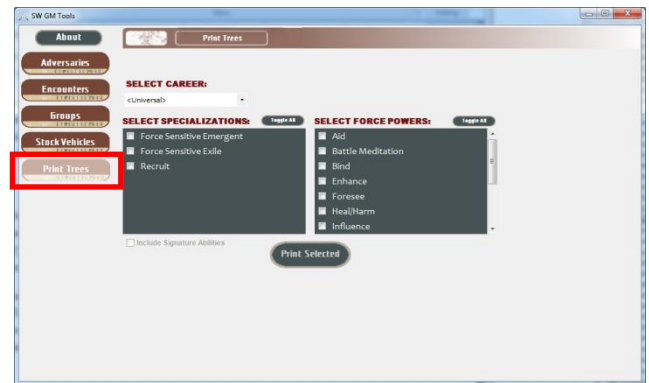 SW GM Tools
About
Print Trees
Adversaries
Encounters
Groups
Stock Vehicles
Print Trees
SELECT CAREER:
<Universal>
SELECT SPECIALIZATIONS: Toggle All
Force Sensitive Emergent
Force Sensitive Exile
Recruit
SELECT FORCE POWERS: Toggle All
Aid
Battle Meditation
Bind
Enhance
Foresee
Heal/Harm
Influence
Include Signature Abilities
Print Selected